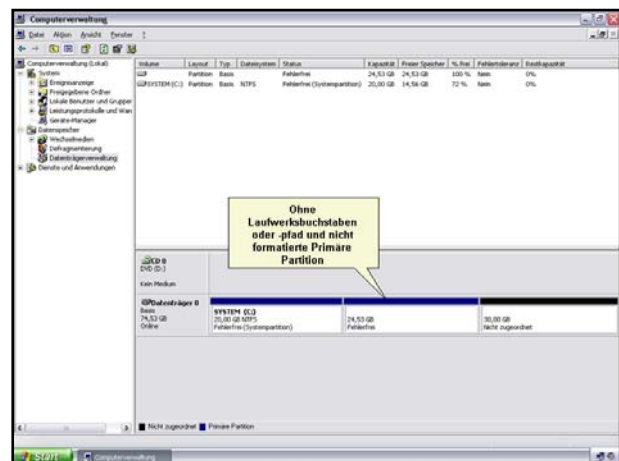 Computerverwaltung
Datei Aktion Ansicht Fenster ?
Computerverwaltung (Lokal)
System
Ereignisanzeige
Freigegebene Ordner
Lokale Benutzer und Gruppen
Leistungsprotokolle und Warn
Geräte-Manager
Datenspeicher
Wechselmedien
Defragmentierung
Datenträgerverwaltung
Dienste und Anwendungen
Volume Layout Typ Dateisystem Status Kapazität Freier Speicher % frei Fehlertoleranz Restkapazität
Partition Basis Fehlerfrei 24,53 GB 24,53 GB 100 % Nein 0%
SYSTEM (C:) Partition Basis NTFS Fehlerfrei (Systempartition) 20,00 GB 14,56 GB 72 % Nein 0%
Ohne
Laufwerksbuchstaben
oder -pfad und nicht
formatierte Primäre
Partition
CD 0
DVD (D:)
Kein Medium
Datenträger 0
Basis
74,53 GB
Online
SYSTEM (C:)
20,00 GB NTFS
Fehlerfrei (Systempartition)
24,53 GB
Fehlerfrei
30,00 GB
Nicht zugeordnet
Nicht zugeordnet Primäre Partition
Start Computerverwaltung